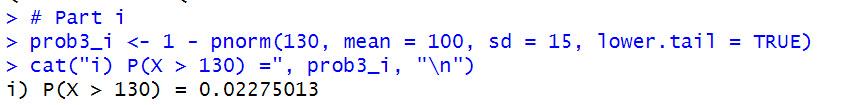 > # Part i
> prob3_i <- 1 - pnorm(130, mean = 100, sd = 15, lower.tail = TRUE)
> cat("i) P(X > 130) =", prob3_i, "\n")
i) P(X > 130) = 0.02275013